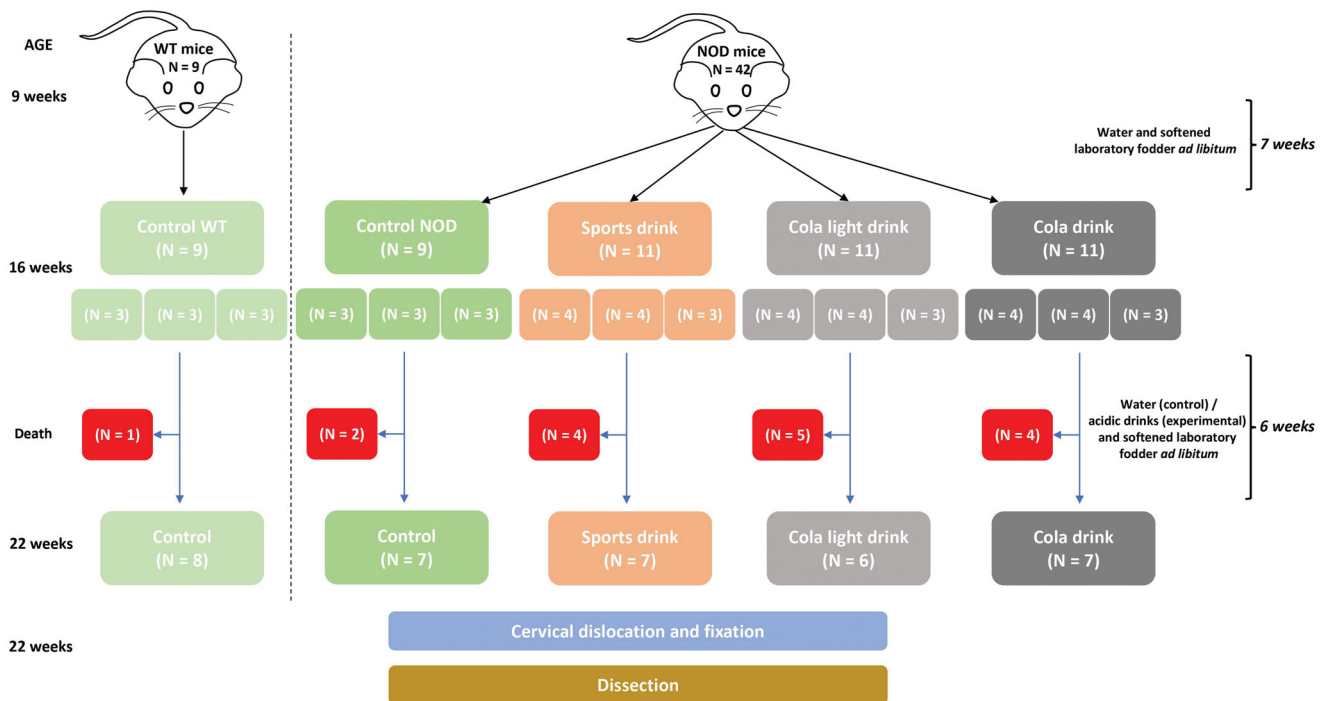 AGE
WT mice
N = 9
NOD mice
N = 42
9 weeks
Water and softened
laboratory fodder ad libitum
7 weeks
Control WT
(N = 9)
Control NOD
(N = 9)
Sports drink
(N = 11)
Cola light drink
(N = 11)
Cola drink
(N = 11)
16 weeks
(N = 3) (N = 3) (N = 3) (N = 3) (N = 3) (N = 3) (N = 4) (N = 4) (N = 3) (N = 4) (N = 4) (N = 3) (N = 4) (N = 4) (N = 3)
Death
(N = 1) (N = 2) (N = 4) (N = 5) (N = 4)
Water (control) /
acidic drinks (experimental)
and softened laboratory
fodder ad libitum
6 weeks
22 weeks
Control
(N = 8)
Control
(N = 7)
Sports drink
(N = 7)
Cola light drink
(N = 6)
Cola drink
(N = 7)
22 weeks
Cervical dislocation and fixation
Dissection